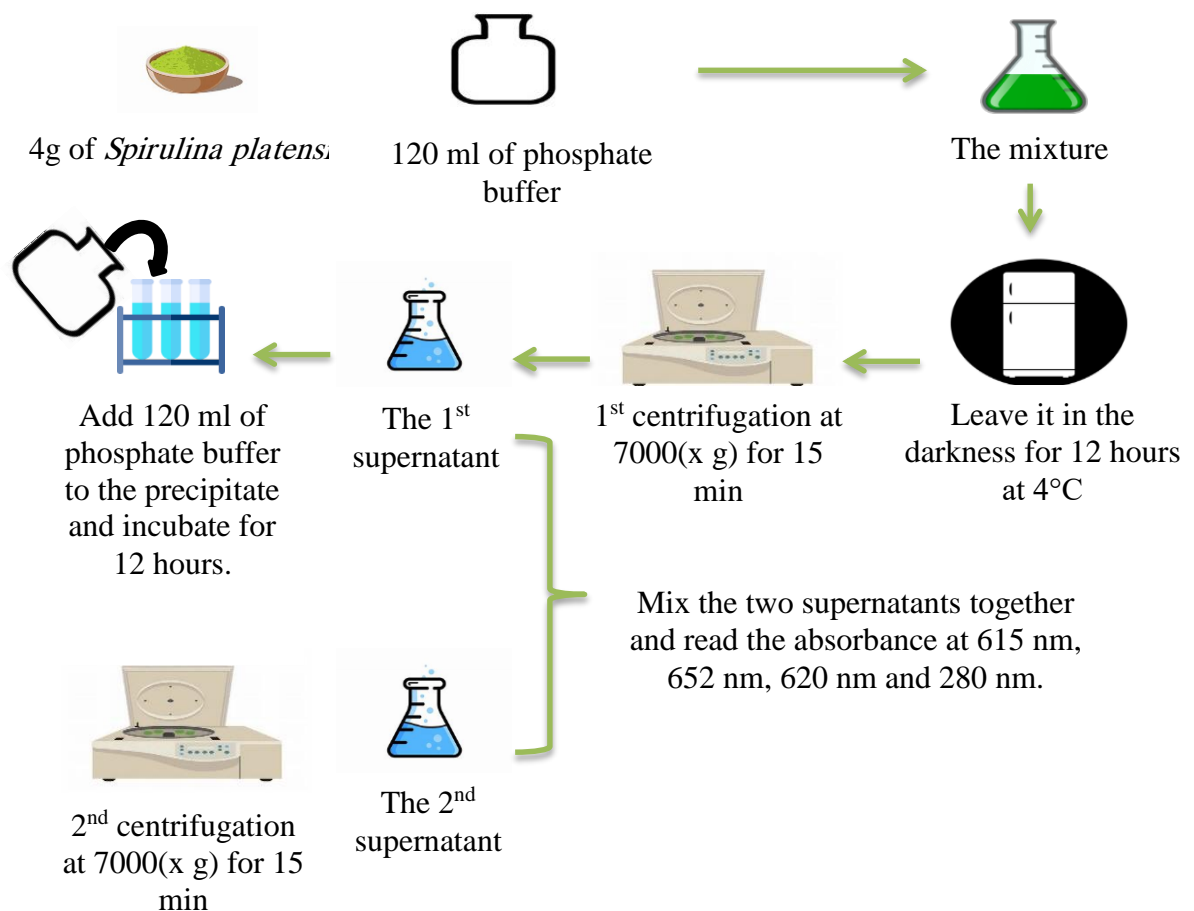 4g of Spirulina platensi
120 ml of phosphate
buffer
The mixture
Leave it in the
darkness for 12 hours
at 4°C
1st centrifugation at
7000(x g) for 15
min
The 1st
supernatant
Add 120 ml of
phosphate buffer
to the precipitate
and incubate for
12 hours.
2nd centrifugation
at 7000(x g) for 15
min
The 2nd
supernatant
Mix the two supernatants together
and read the absorbance at 615 nm,
652 nm, 620 nm and 280 nm.